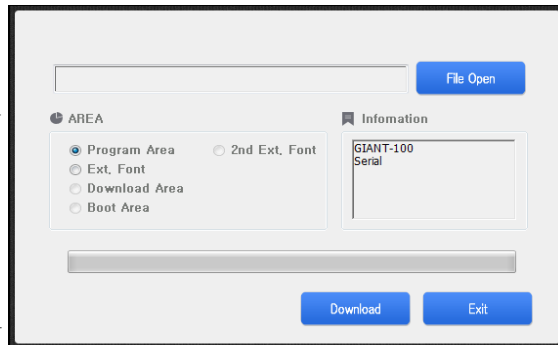 File Open
AREA
Infomation
Program Area
2nd Ext. Font
Ext. Font
Download Area
Boot Area
GIANT-100
Serial
Download
Exit